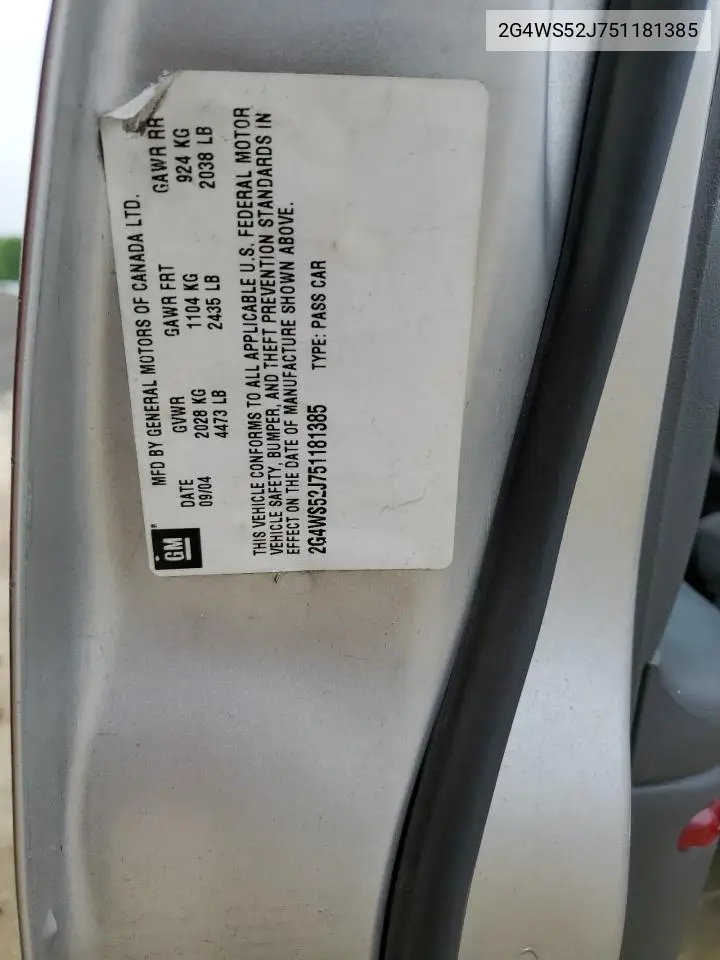 2G4WS52J751181385
GM
MFD BY GENERAL MOTORS OF CANADA LTD.
DATE GVWR GAWR FRT GAWR RR
09/04 2028 KG 1104 KG 924 KG
4473 LB 2435 LB 2038 LB
THIS VEHICLE CONFORMS TO ALL APPLICABLE U.S. FEDERAL MOTOR
VEHICLE SAFETY, BUMPER, AND THEFT PREVENTION STANDARDS IN
EFFECT ON THE DATE OF MANUFACTURE SHOWN ABOVE.
2G4WS52J751181385 TYPE: PASS CAR